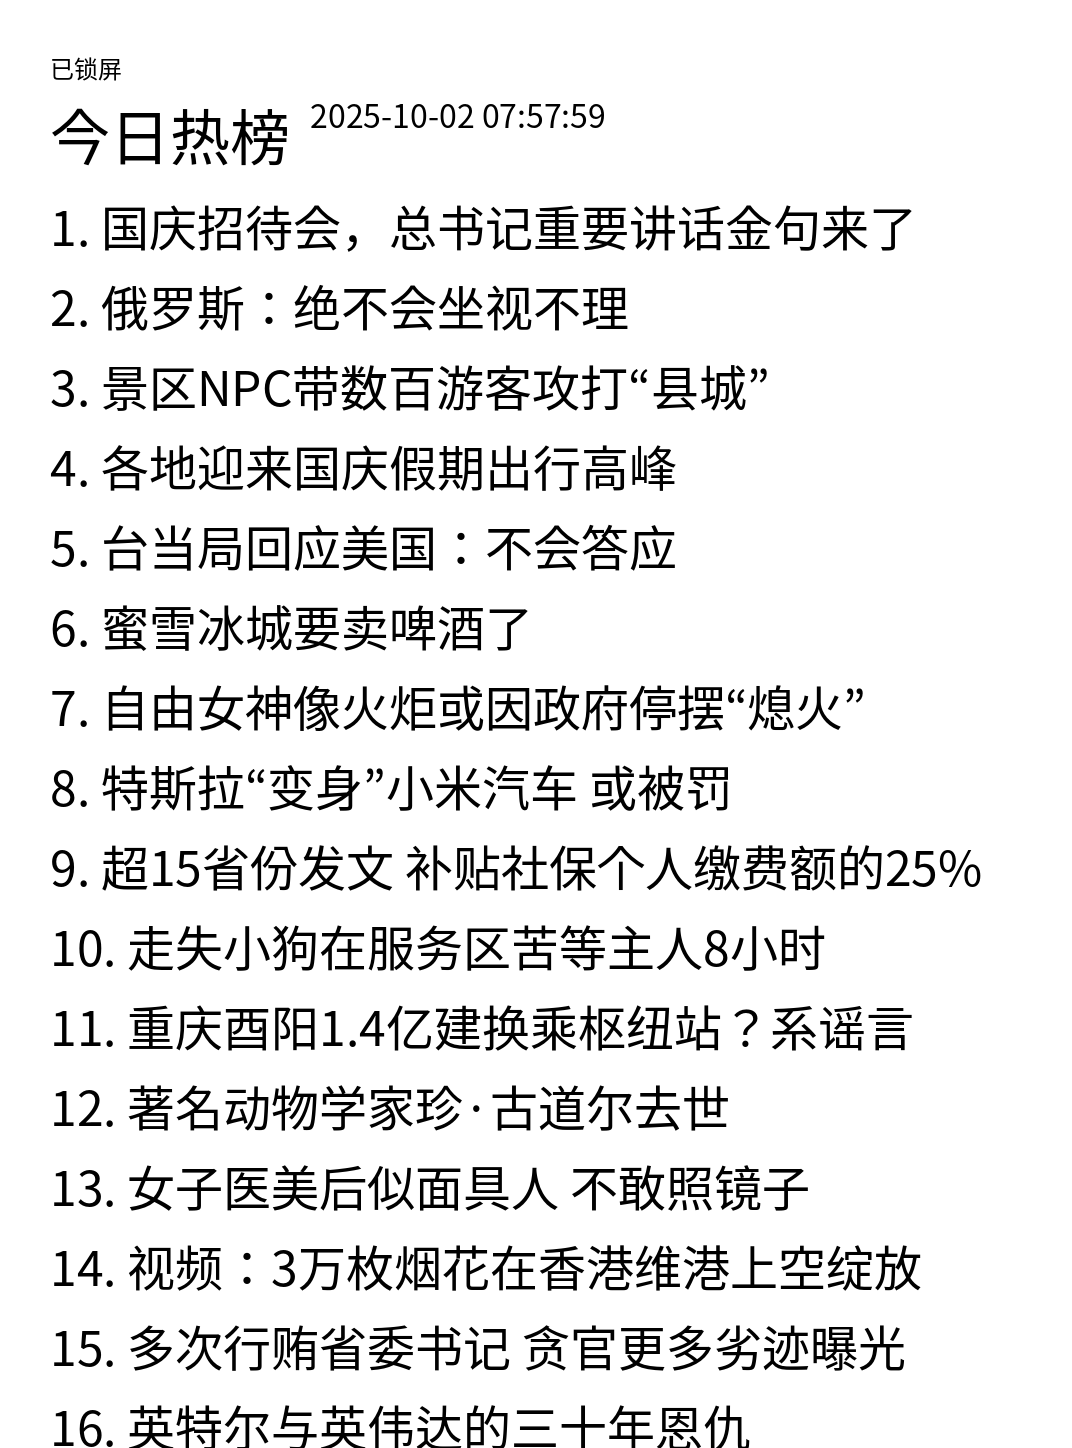 已锁屏
今日热榜 2025-10-02 07:57:59
1. 国庆招待会，总书记重要讲话金句来了
2. 俄罗斯：绝不会坐视不理
3. 景区NPC带数百游客攻打“县城”
4. 各地迎来国庆假期出行高峰
5. 台当局回应美国：不会答应
6. 蜜雪冰城要卖啤酒了
7. 自由女神像火炬或因政府停摆“熄火”
8. 特斯拉“变身”小米汽车 或被罚
9. 超15省份发文 补贴社保个人缴费额的25%
10. 走失小狗在服务区苦等主人8小时
11. 重庆酉阳1.4亿建换乘枢纽站？系谣言
12. 著名动物学家珍·古道尔去世
13. 女子医美后似面具人 不敢照镜子
14. 视频：3万枚烟花在香港维港上空绽放
15. 多次行贿省委书记 贪官更多劣迹曝光
16. 英特尔与英伟达的三十年恩仇